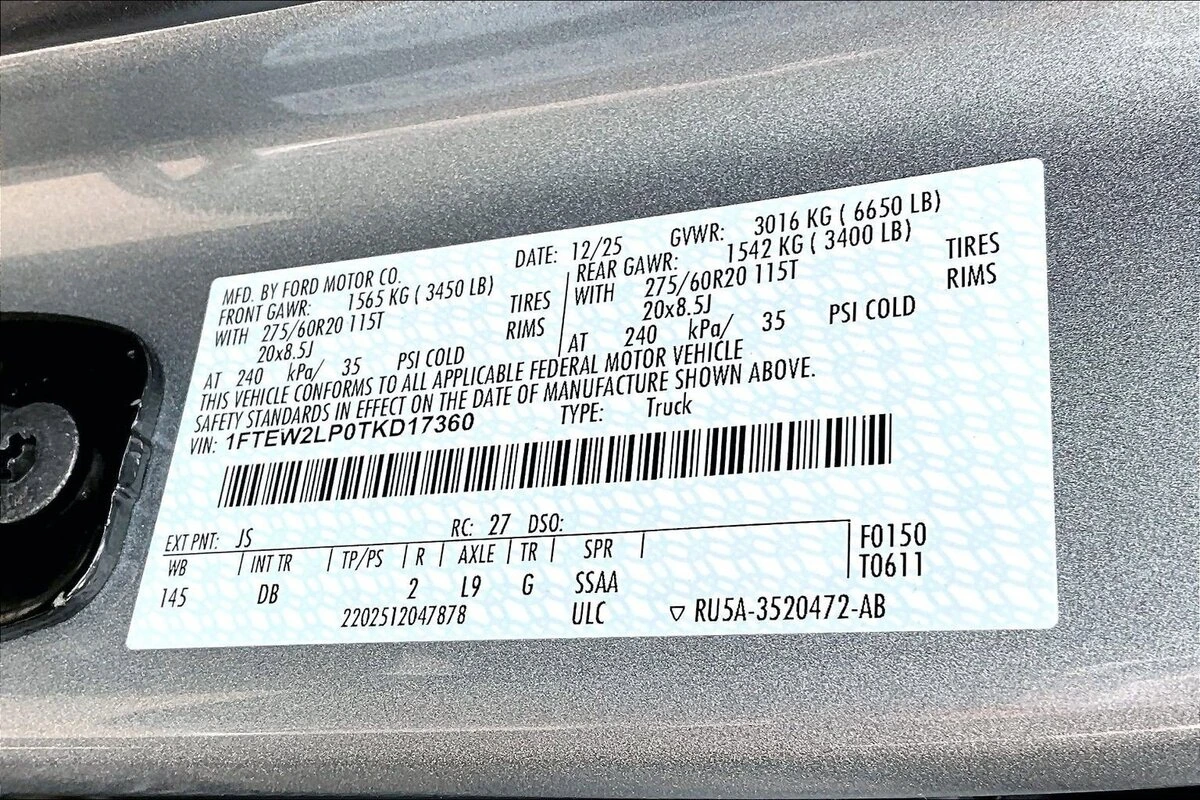 MFD. BY FORD MOTOR CO. DATE: 12/25 GVWR: 3016 KG ( 6650 LB)
FRONT GAWR: 1565 KG ( 3450 LB) REAR GAWR: 1542 KG ( 3400 LB)
WITH 275/60R20 115T TIRES WITH 275/60R20 115T TIRES
20x8.5J RIMS 20x8.5J RIMS
AT 240 kPa/ 35 PSI COLD AT 240 kPa/ 35 PSI COLD
THIS VEHICLE CONFORMS TO ALL APPLICABLE FEDERAL MOTOR VEHICLE
SAFETY STANDARDS IN EFFECT ON THE DATE OF MANUFACTURE SHOWN ABOVE.
VIN: 1FTEW2LP0TKD17360 TYPE: Truck
EXT PNT: JS RC: 27 DSO:
WB INT TR TP/PS R AXLE TR SPR F0150
T0611
145 DB 2 L9 G SSAA
2202512047878 ULC ▽ RU5A-3520472-AB